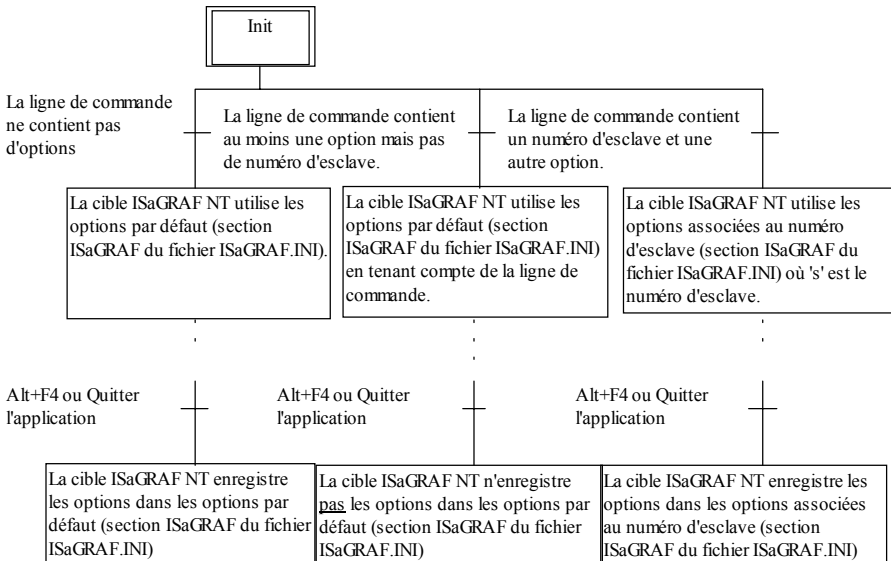 Init
La ligne de commande
ne contient pas
d'options
La ligne de commande contient
au moins une option mais pas
de numéro d'esclave.
La ligne de commande contient
un numéro d'esclave et une
autre option.
La cible ISaGRAF NT utilise les
options par défaut (section
ISaGRAF du fichier ISaGRAF.INI).
La cible ISaGRAF NT utilise les
options par défaut (section
ISaGRAF du fichier ISaGRAF.INI)
en tenant compte de la ligne de
commande.
La cible ISaGRAF NT utilise les
options associées au numéro
d'esclave (section ISaGRAF du
fichier ISaGRAF.INI) où 's' est le
numéro d'esclave.
Alt+F4 ou Quitter
l'application
Alt+F4 ou Quitter
l'application
Alt+F4 ou Quitter
l'application
La cible ISaGRAF NT enregistre
les options dans les options par
défaut (section ISaGRAF du fichier
ISaGRAF.INI)
La cible ISaGRAF NT n'enregistre
pas les options dans les options par
défaut (section ISaGRAF du fichier
ISaGRAF.INI)
La cible ISaGRAF NT enregistre les
options dans les options associées
au numéro d'esclave (section
ISaGRAF du fichier ISaGRAF.INI)